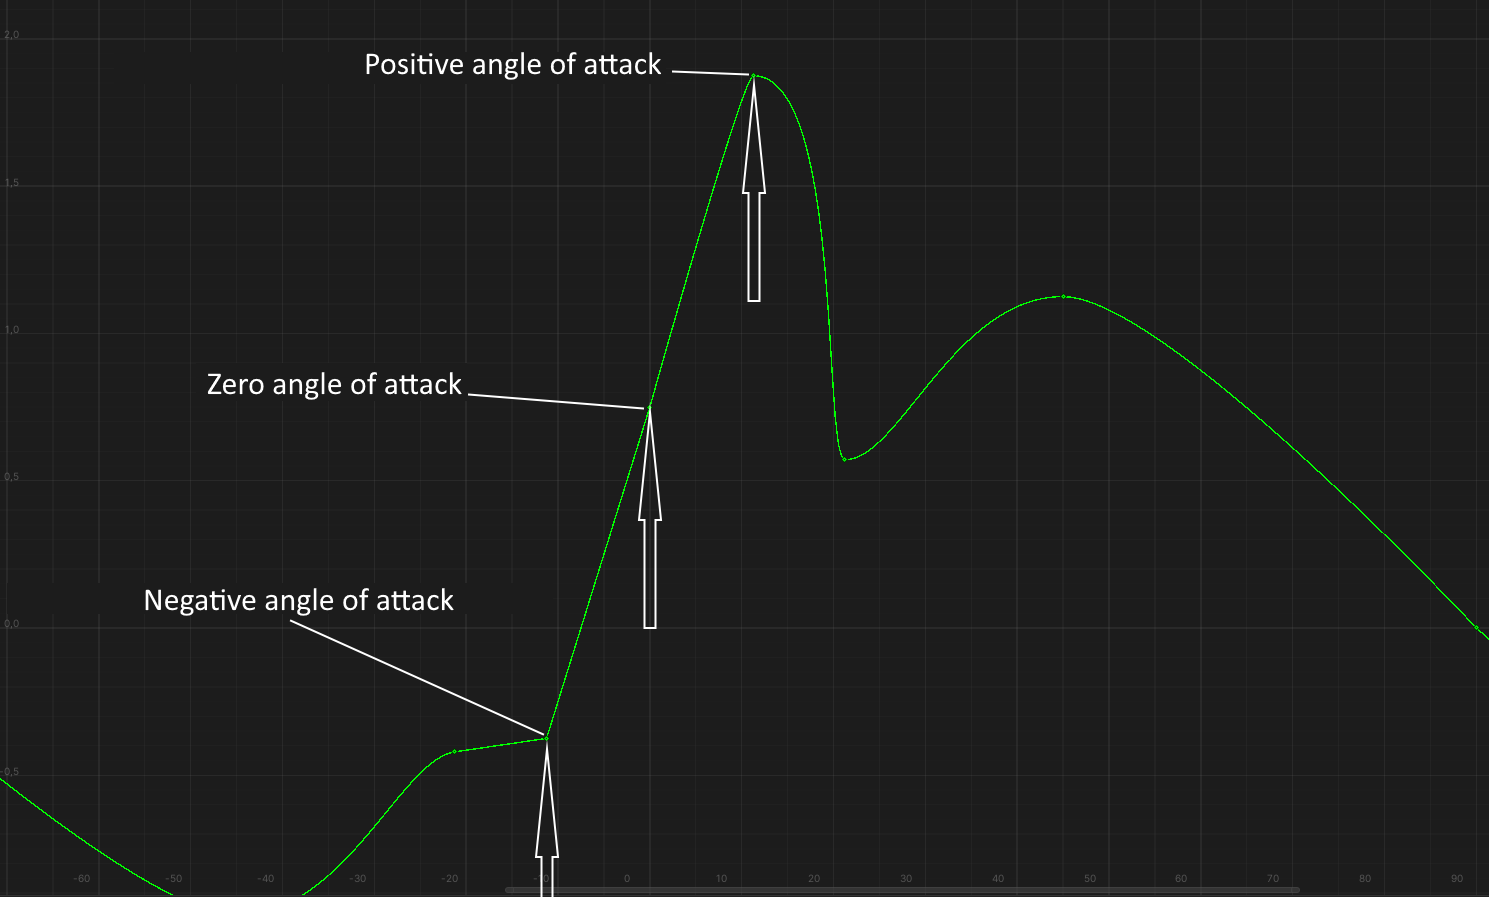 2,0
Positive angle of attack
1,5
1,0
Zero angle of attack
0,5
Negative angle of attack
0,0
-0,5
-60 -50 -40 -30 -20 -10 0 10 20 30 40 50 60 70 80 90